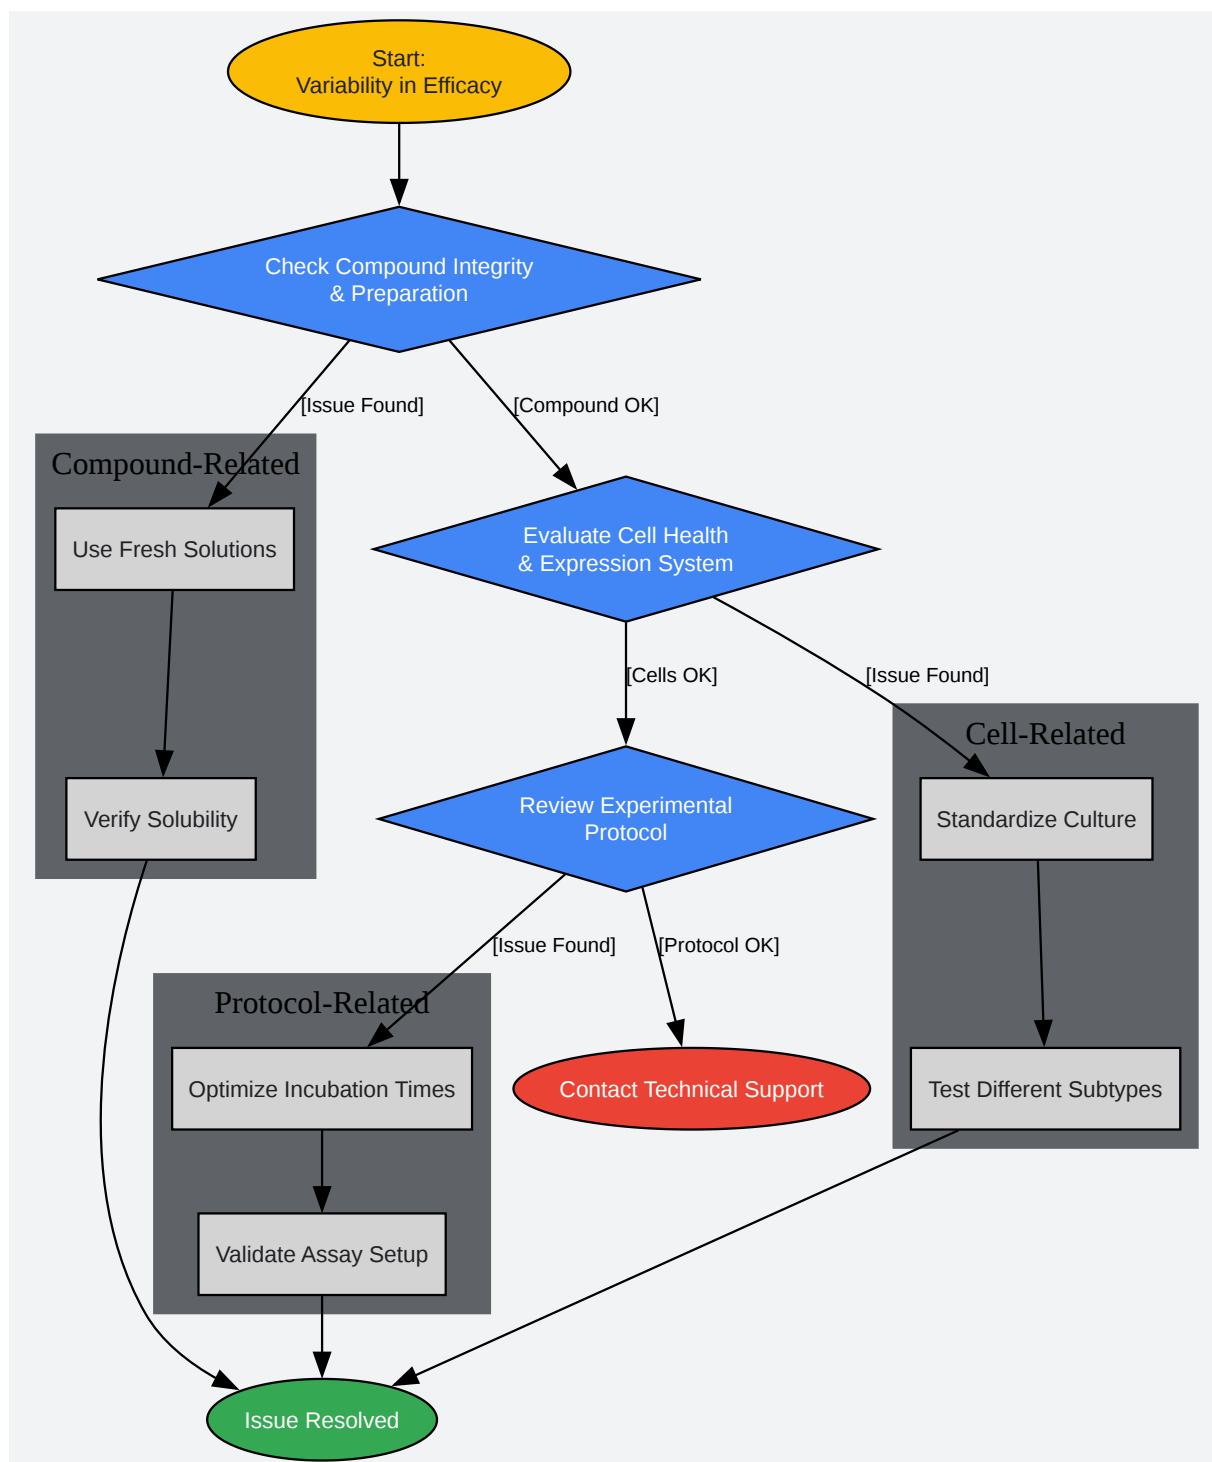 Start:
Variability in Efficacy
Check Compound Integrity
& Preparation
[Issue Found]
[Compound OK]
Compound-Related
Use Fresh Solutions
Evaluate Cell Health
& Expression System
[Cells OK]
[Issue Found]
Cell-Related
Verify Solubility
Review Experimental
Protocol
Standardize Culture
[Issue Found]
[Protocol OK]
Protocol-Related
Optimize Incubation Times
Contact Technical Support
Test Different Subtypes
Validate Assay Setup
Issue Resolved